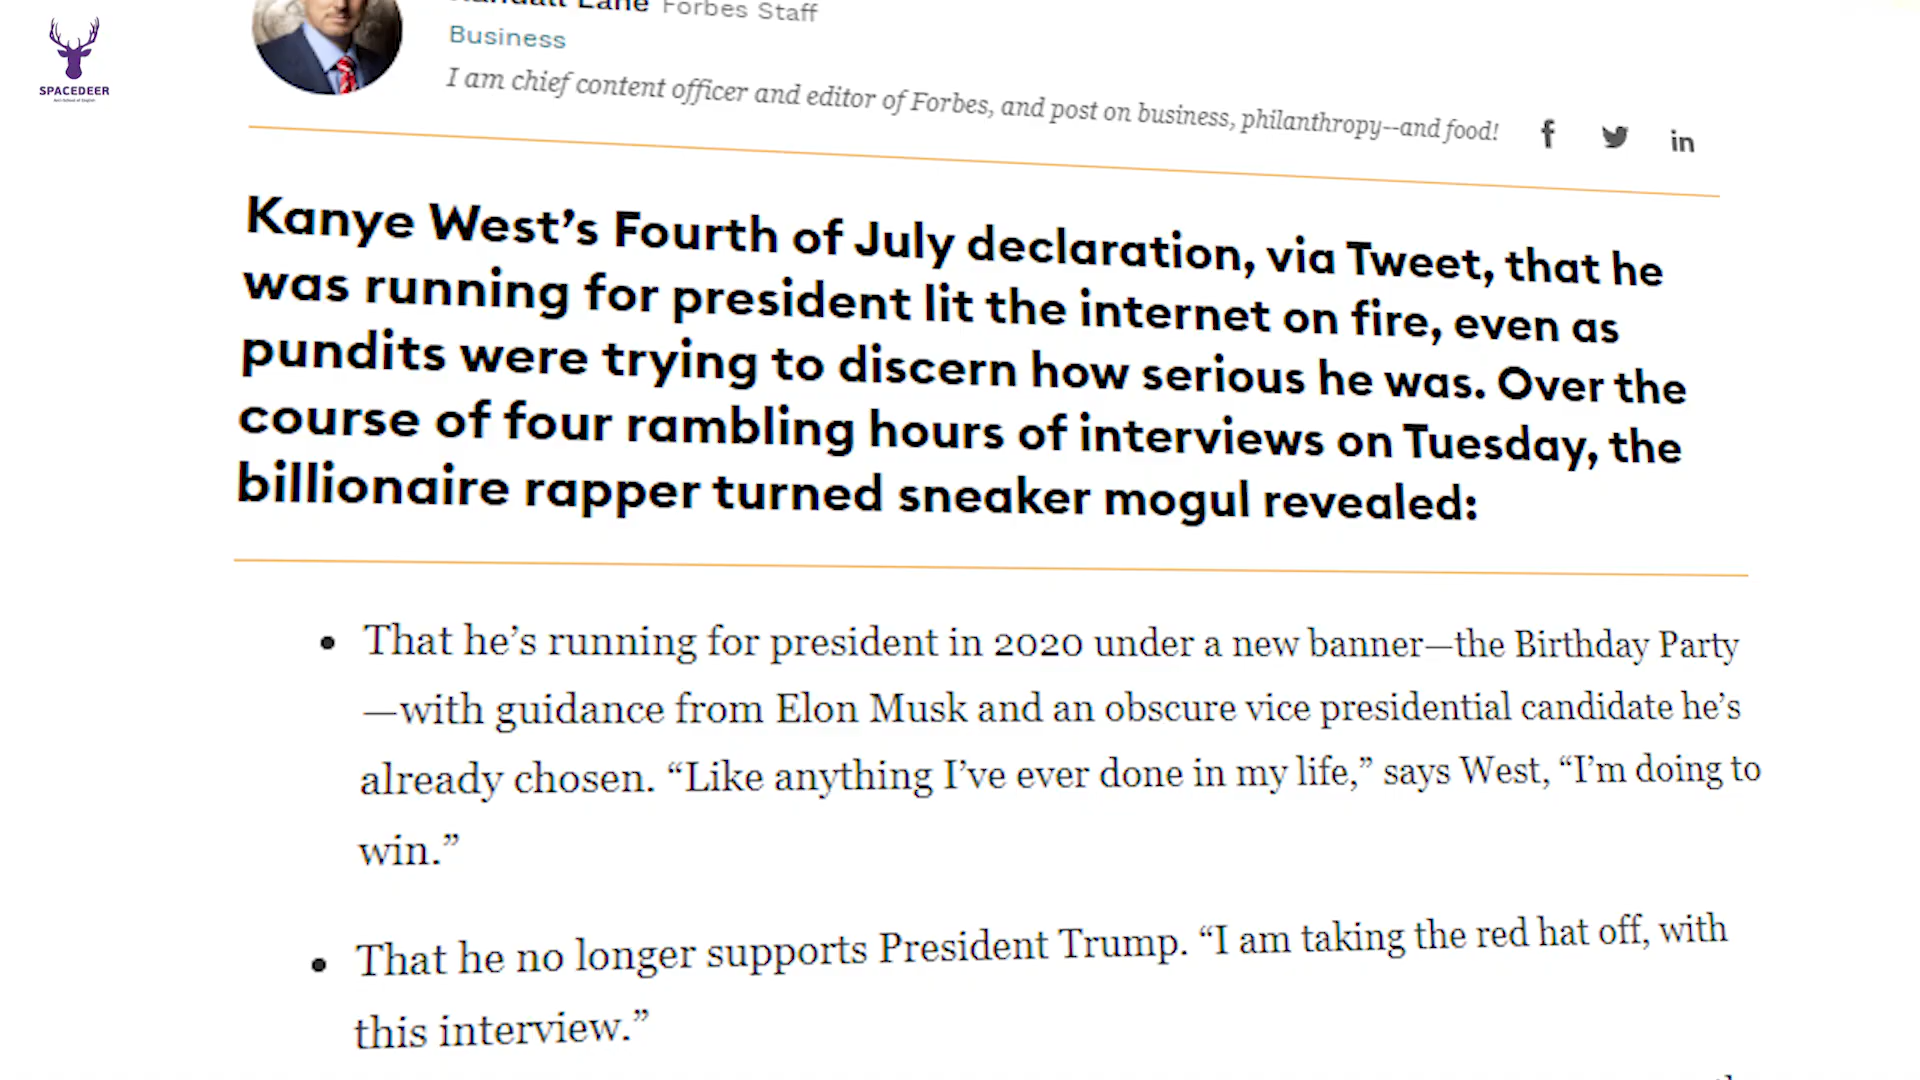 Randall Lane Forbes Staff
SPACEDEER
Business
I am chief content officer and editor of Forbes, and post on business, philanthropy--and food!
Kanye West’s Fourth of July declaration, via Tweet, that he
was running for president lit the internet on fire, even as
pundits were trying to discern how serious he was. Over the
course of four rambling hours of interviews on Tuesday, the
billionaire rapper turned sneaker mogul revealed:
• That he’s running for president in 2020 under a new banner—the Birthday Party
—with guidance from Elon Musk and an obscure vice presidential candidate he’s
already chosen. “Like anything I’ve ever done in my life,” says West, “I’m doing to
win.”
• That he no longer supports President Trump. “I am taking the red hat off, with
this interview.”